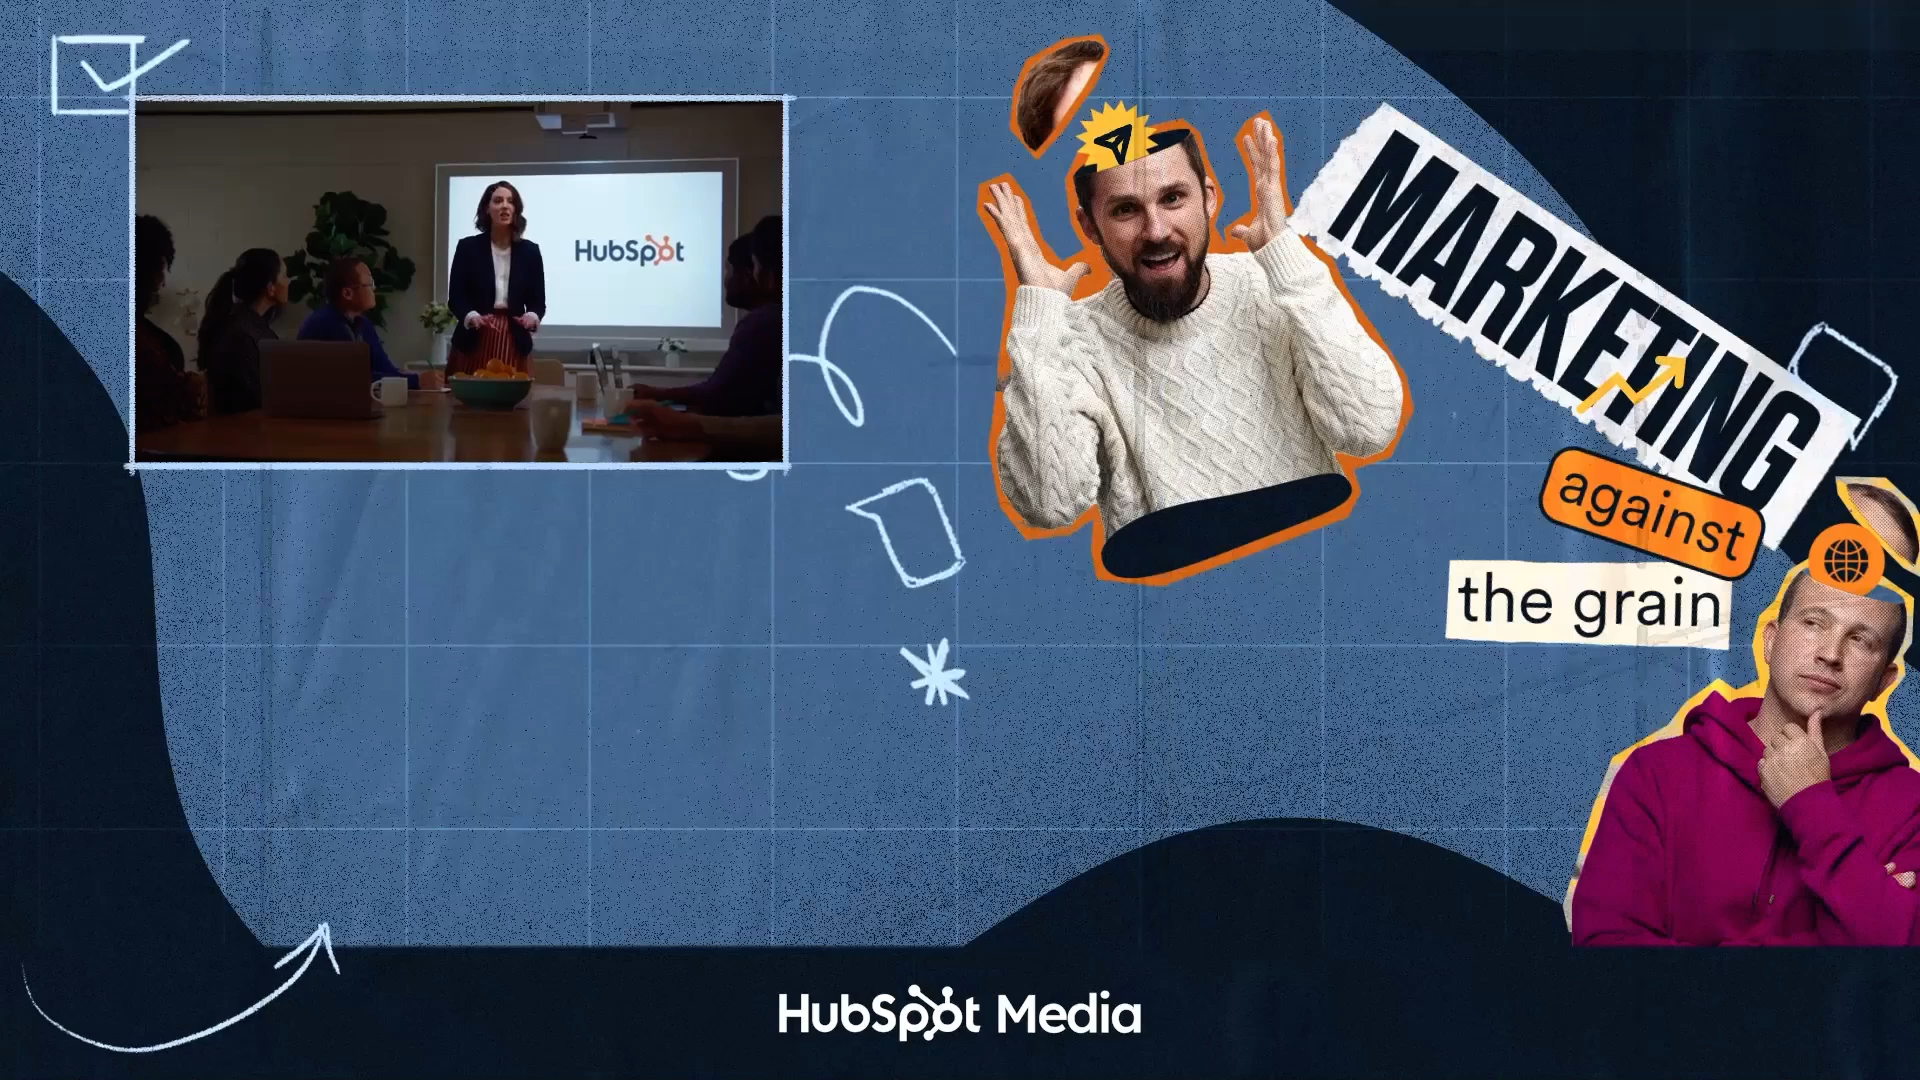 HubSpot
MARKETING
against
the grain
HubSpot Media